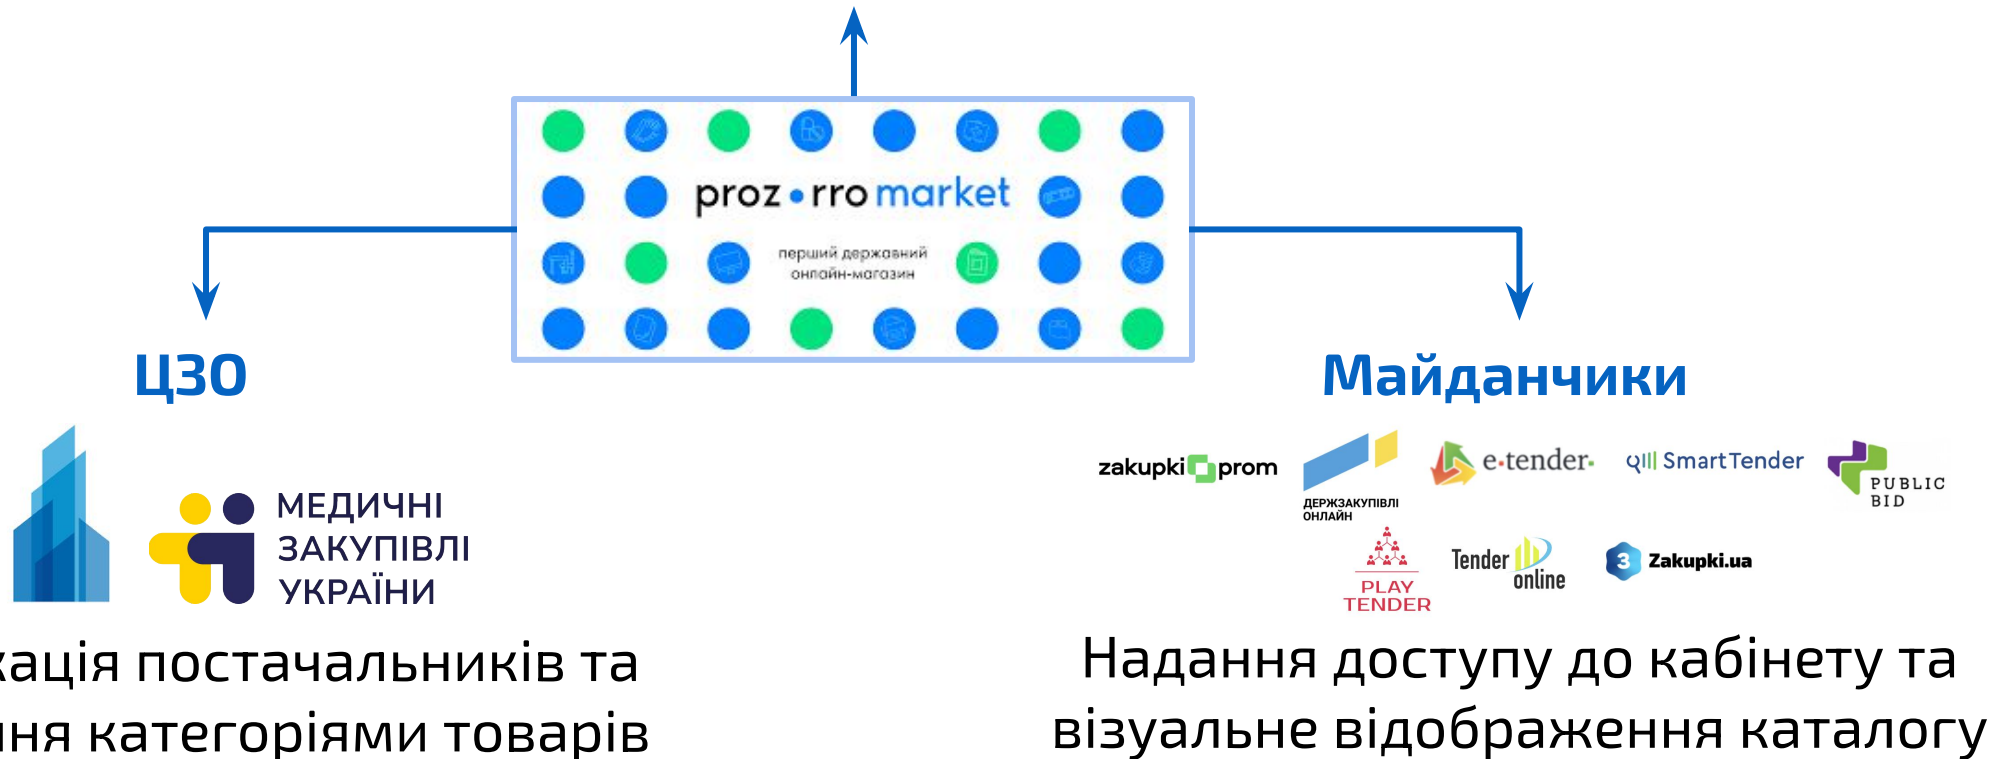 proz•rro market
перший державний
онлайн-магазин
ЦЗО
Майданчики
zakupki prom
ДЕРЖЗАКУПІВЛІ
ОНЛАЙН
e-tender.
SmartTender
PUBLIC
BID
МЕДИЧНІ
ЗАКУПІВЛІ
УКРАЇНИ
PLAY
TENDER
Tender
online
З Zakupki.ua
кація постачальників та
ння категоріями товарів
Надання доступу до кабінету та
візуальне відображення каталогу